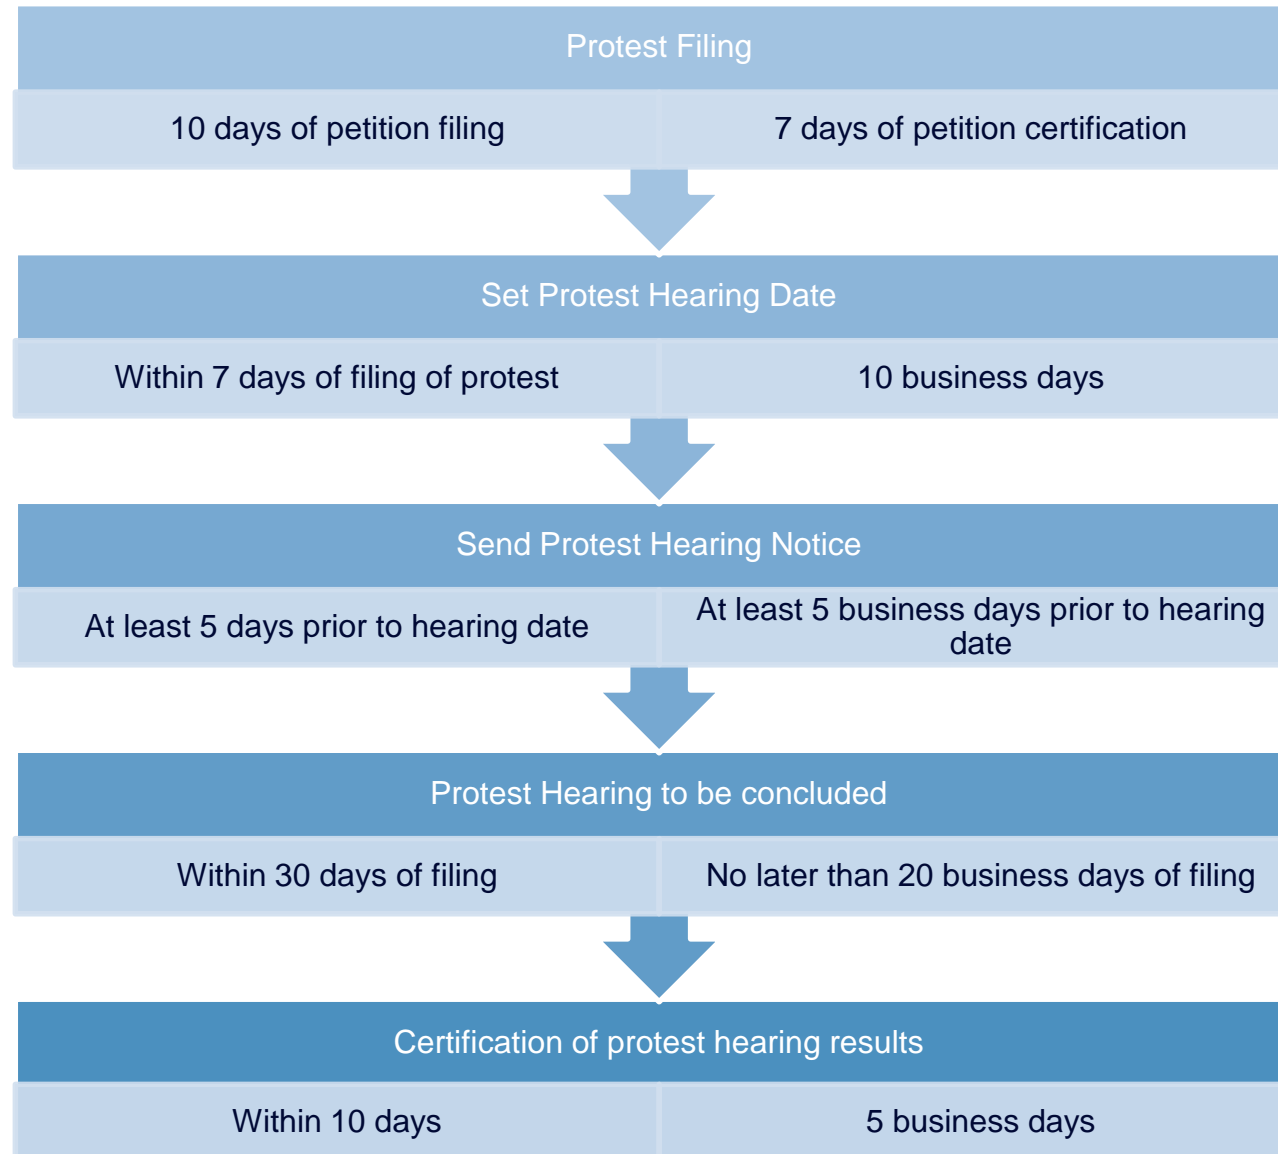 Protest Filing
10 days of petition filing
7 days of petition certification
Set Protest Hearing Date
Within 7 days of filing of protest
10 business days
Send Protest Hearing Notice
At least 5 days prior to hearing date
At least 5 business days prior to hearing
date
Protest Hearing to be concluded
Within 30 days of filing
No later than 20 business days of filing
Certification of protest hearing results
Within 10 days
5 business days